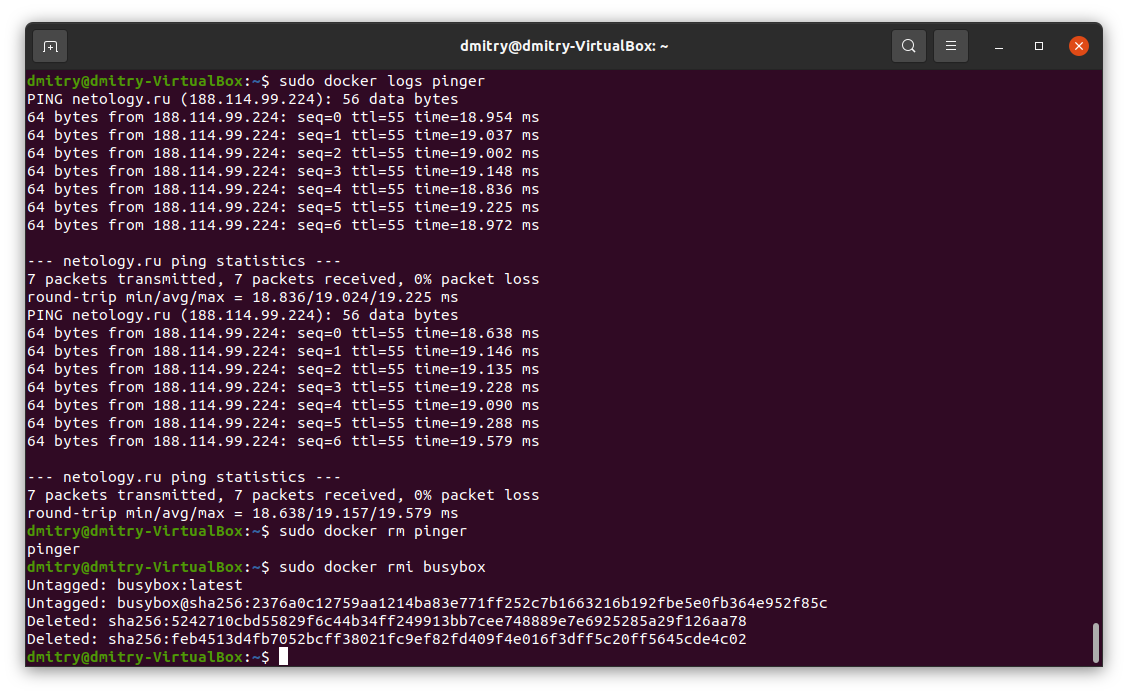 dmitry@dmitry-VirtualBox: ~
dmitry@dmitry-VirtualBox:~$ sudo docker logs pinger
PING netology.ru (188.114.99.224): 56 data bytes
64 bytes from 188.114.99.224: seq=0 ttl=55 time=18.954 ms
64 bytes from 188.114.99.224: seq=1 ttl=55 time=19.037 ms
64 bytes from 188.114.99.224: seq=2 ttl=55 time=19.002 ms
64 bytes from 188.114.99.224: seq=3 ttl=55 time=19.148 ms
64 bytes from 188.114.99.224: seq=4 ttl=55 time=18.836 ms
64 bytes from 188.114.99.224: seq=5 ttl=55 time=19.225 ms
64 bytes from 188.114.99.224: seq=6 ttl=55 time=18.972 ms
--- netology.ru ping statistics ---
7 packets transmitted, 7 packets received, 0% packet loss
round-trip min/avg/max = 18.836/19.024/19.225 ms
PING netology.ru (188.114.99.224): 56 data bytes
64 bytes from 188.114.99.224: seq=0 ttl=55 time=18.638 ms
64 bytes from 188.114.99.224: seq=1 ttl=55 time=19.146 ms
64 bytes from 188.114.99.224: seq=2 ttl=55 time=19.135 ms
64 bytes from 188.114.99.224: seq=3 ttl=55 time=19.228 ms
64 bytes from 188.114.99.224: seq=4 ttl=55 time=19.090 ms
64 bytes from 188.114.99.224: seq=5 ttl=55 time=19.288 ms
64 bytes from 188.114.99.224: seq=6 ttl=55 time=19.579 ms
--- netology.ru ping statistics ---
7 packets transmitted, 7 packets received, 0% packet loss
round-trip min/avg/max = 18.638/19.157/19.579 ms
dmitry@dmitry-VirtualBox:~$ sudo docker rm pinger
pinger
dmitry@dmitry-VirtualBox:~$ sudo docker rmi busybox
Untagged: busybox:latest
Untagged: busybox@sha256:2376a0c12759aa1214ba83e771ff252c7b1663216b192fbe5e0fb364e952f85c
Deleted: sha256:5242710cbd55829f6c44b34ff249913bb7cee748889e7e6925285a29f126aa78
Deleted: sha256:feb4513d4fb7052bcff38021fc9ef82fd409f4e016f3dff5c20ff5645cde4c02
dmitry@dmitry-VirtualBox:~$